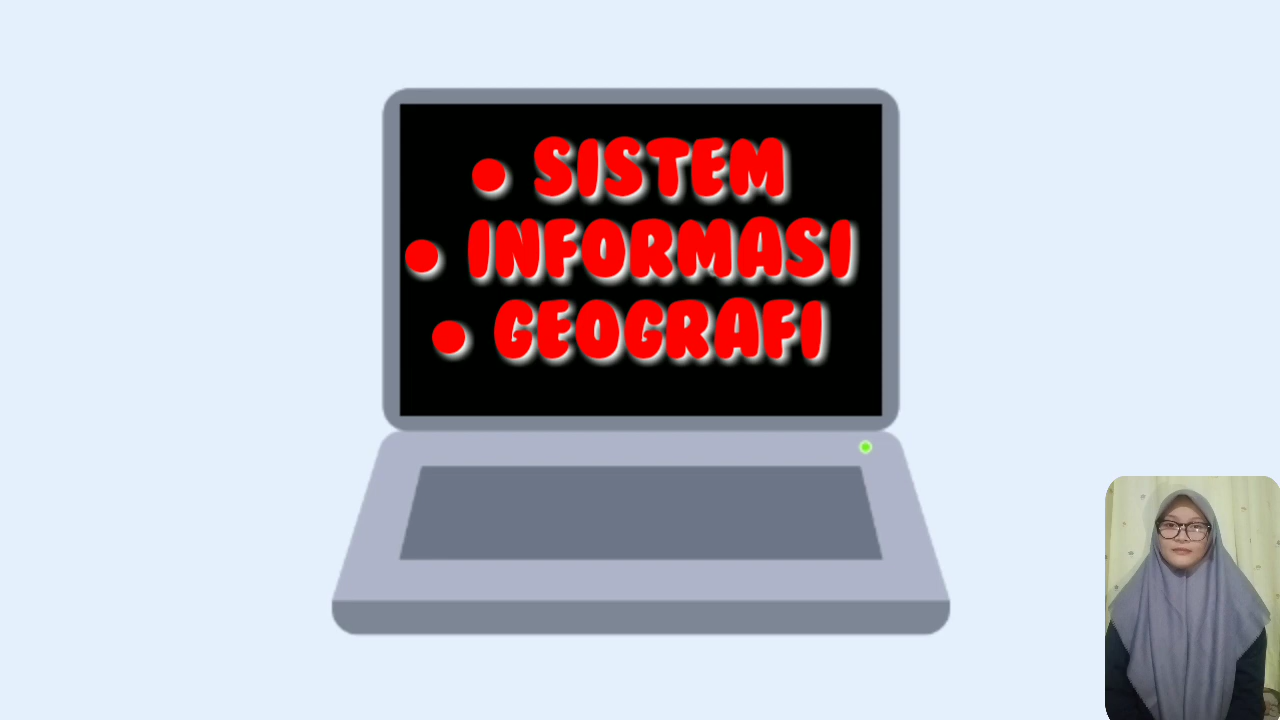 • SISTEM
• INFORMASI
• GEOGRAFI